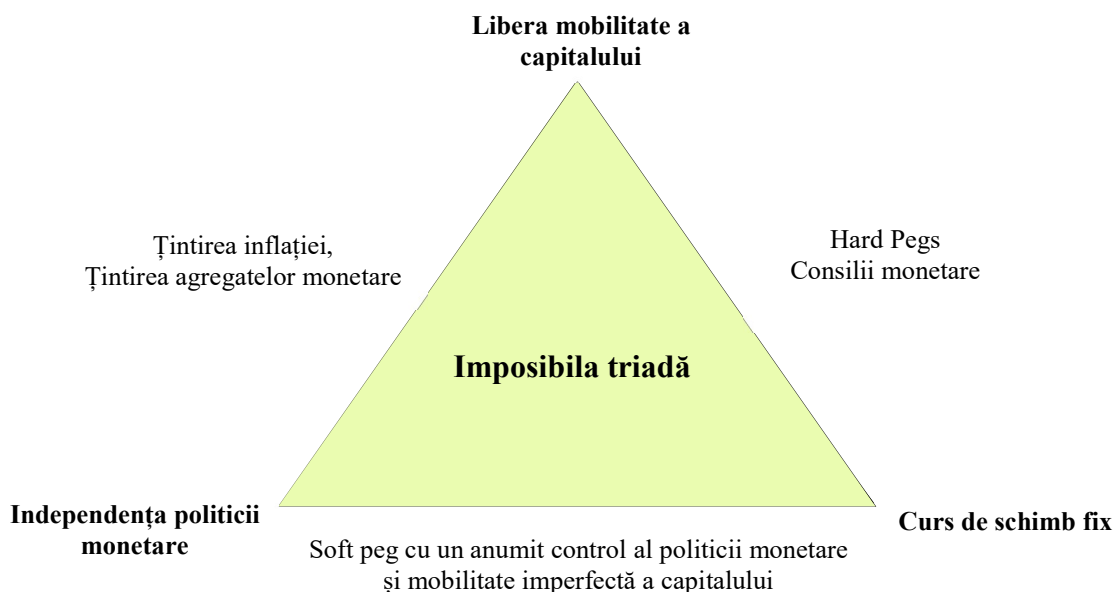 Libera mobilitate a
capitalului
Țintirea inflației,
Țintirea agregatelor monetare
Hard Pegs
Consilii monetare
Imposibila triadă
Independența politicii
monetare
Curs de schimb fix
Soft peg cu un anumit control al politicii monetare
și mobilitate imperfectă a capitalului